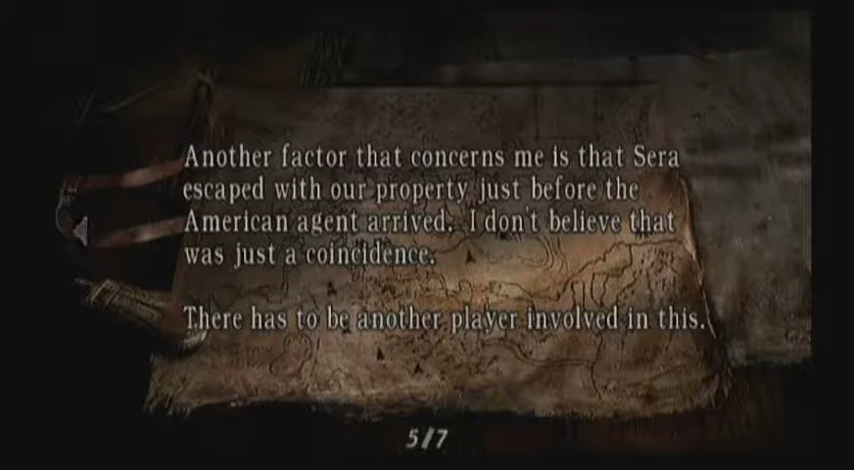 Another factor that concerns me is that Sera
escaped with our property just before the
American agent arrived. I don't believe that
was just a coincidence.
There has to be another player involved in this.
5/7